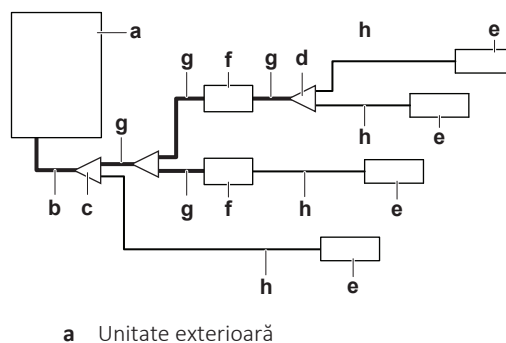 h
e
a
g f g d
h e
g
b c g f h e
h e
a Unitate exterioară